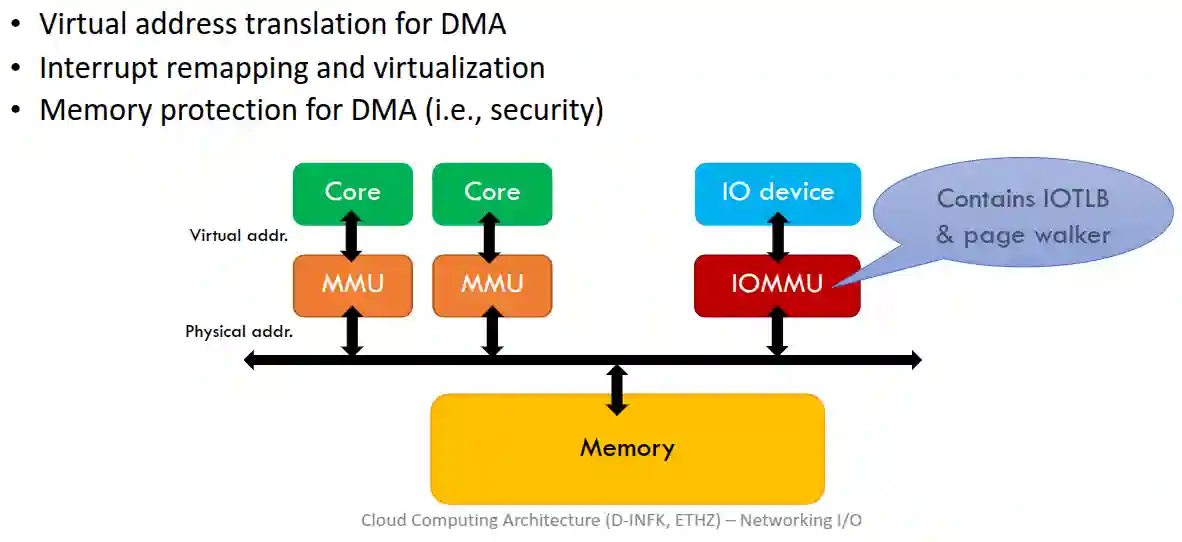 • Virtual address translation for DMA
• Interrupt remapping and virtualization
• Memory protection for DMA (i.e., security)
Core
Core
IO device
Contains IOTLB
& page walker
Virtual addr.
MMU
MMU
IOMMU
Physical addr.
Memory
Cloud Computing Architecture (D-INFK, ETHZ) – Networking I/O